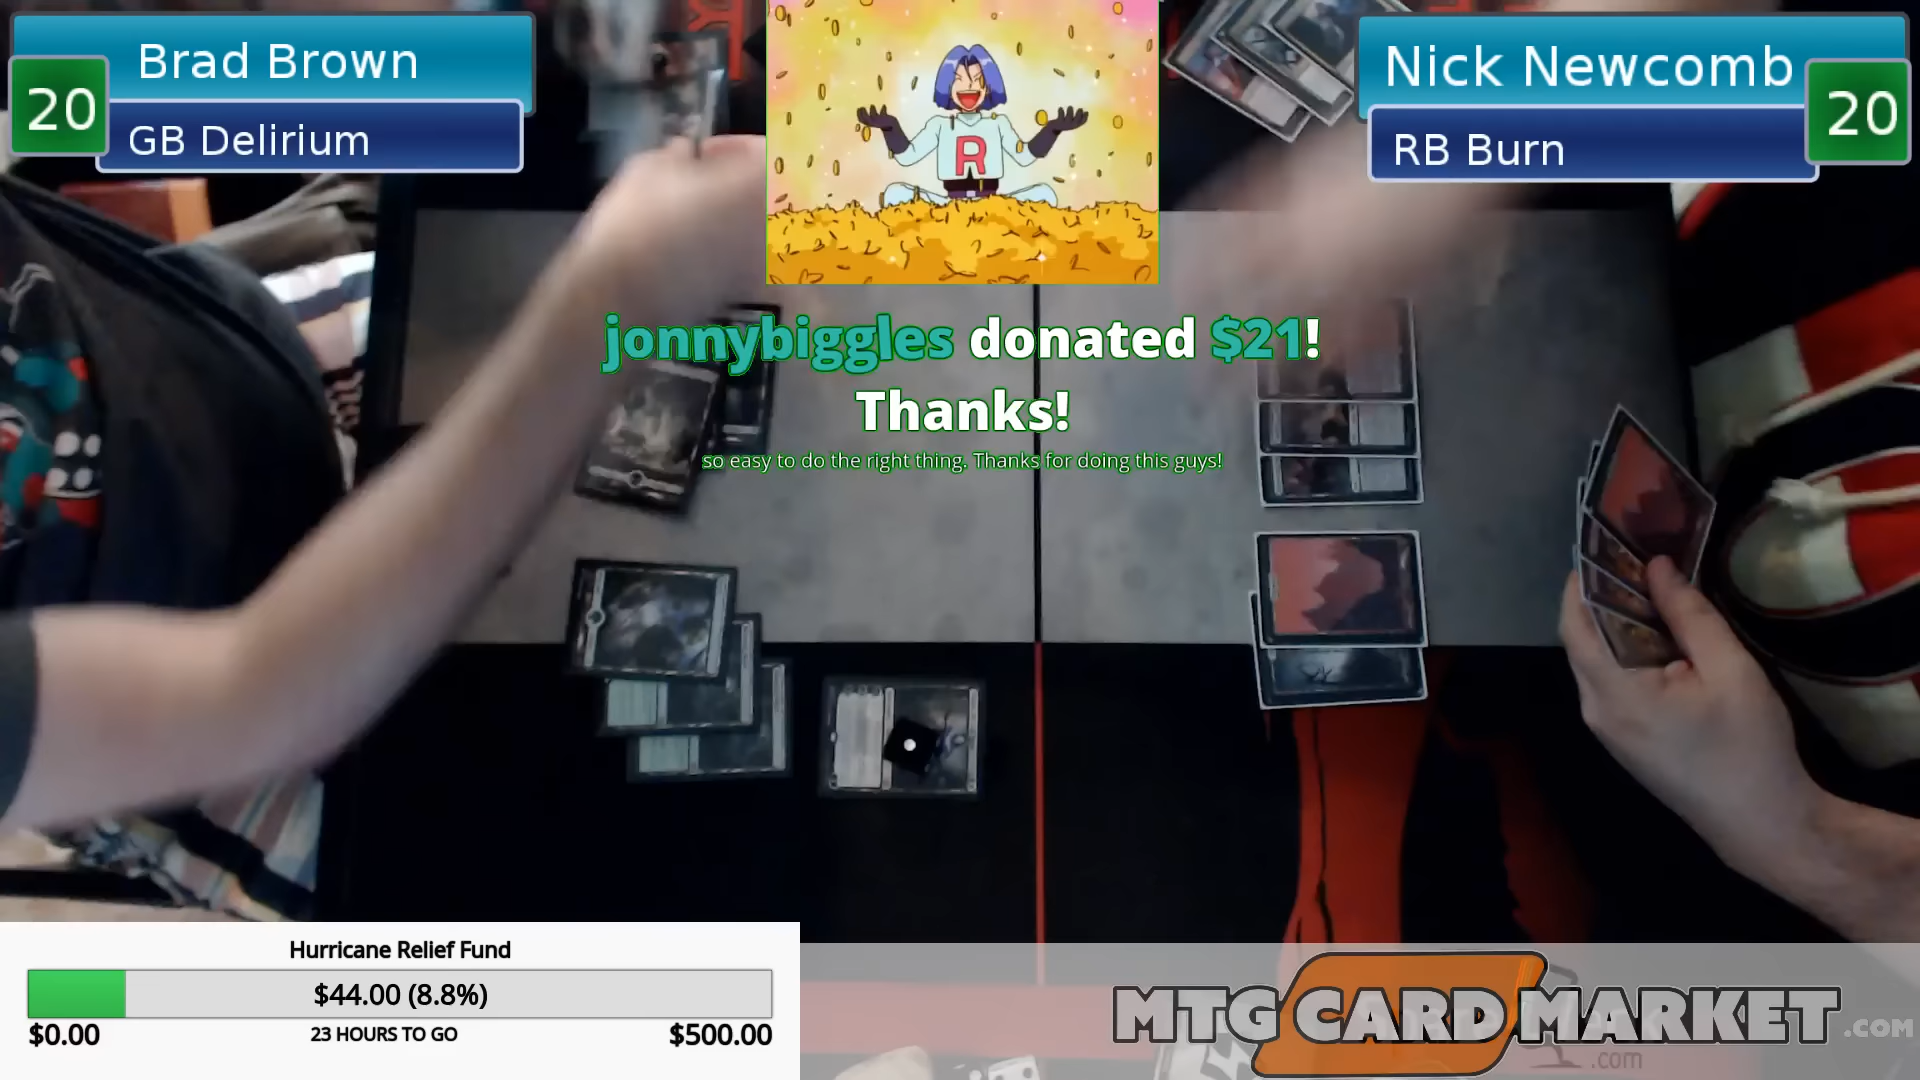 Brad Brown
20
GB Delirium
R
Nick Newcomb
20
RB Burn
jonnybiggles donated $21!
Thanks!
so easy to do the right thing. Thanks for doing this guys!
Hurricane Relief Fund
$44.00 (8.8%)
$0.00
23 HOURS TO GO
$500.00
MTG CARD MARKET .COM
.com